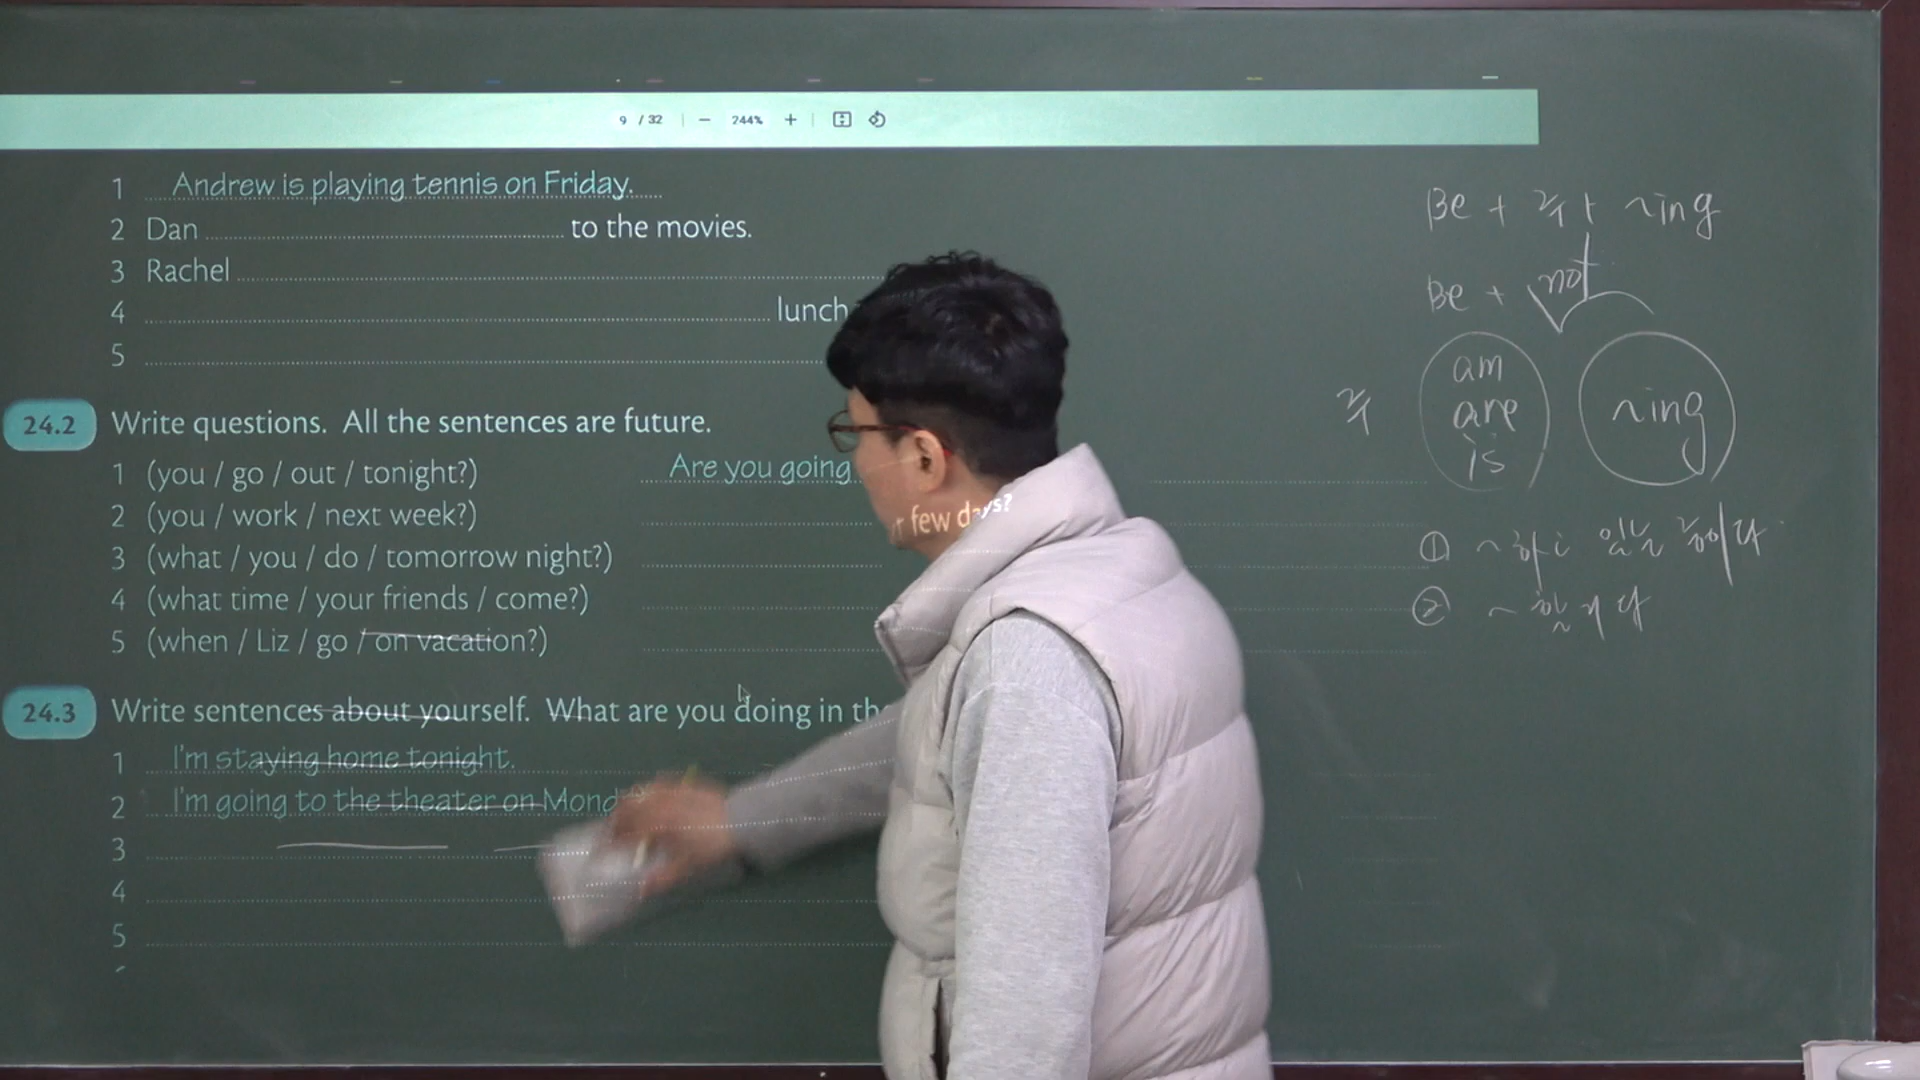 9 / 32 − 244% +
1 Andrew is playing tennis on Friday.
2 Dan to the movies.
3 Rachel
4 lunch
5
24.2 Write questions. All the sentences are future.
1 (you / go / out / tonight?) Are you going
2 (you / work / next week?)
3 (what / you / do / tomorrow night?)
4 (what time / your friends / come?)
5 (when / Liz / go / on vacation?)
24.3 Write sentences about yourself. What are you doing in the few days?
1 I'm staying home tonight.
2 I'm going to the theater on Mond
3
4
5
Be + 주 + ~ing
Be + not
주 am are is ~ing
① ~하고 있는 중이다
② ~할 거다